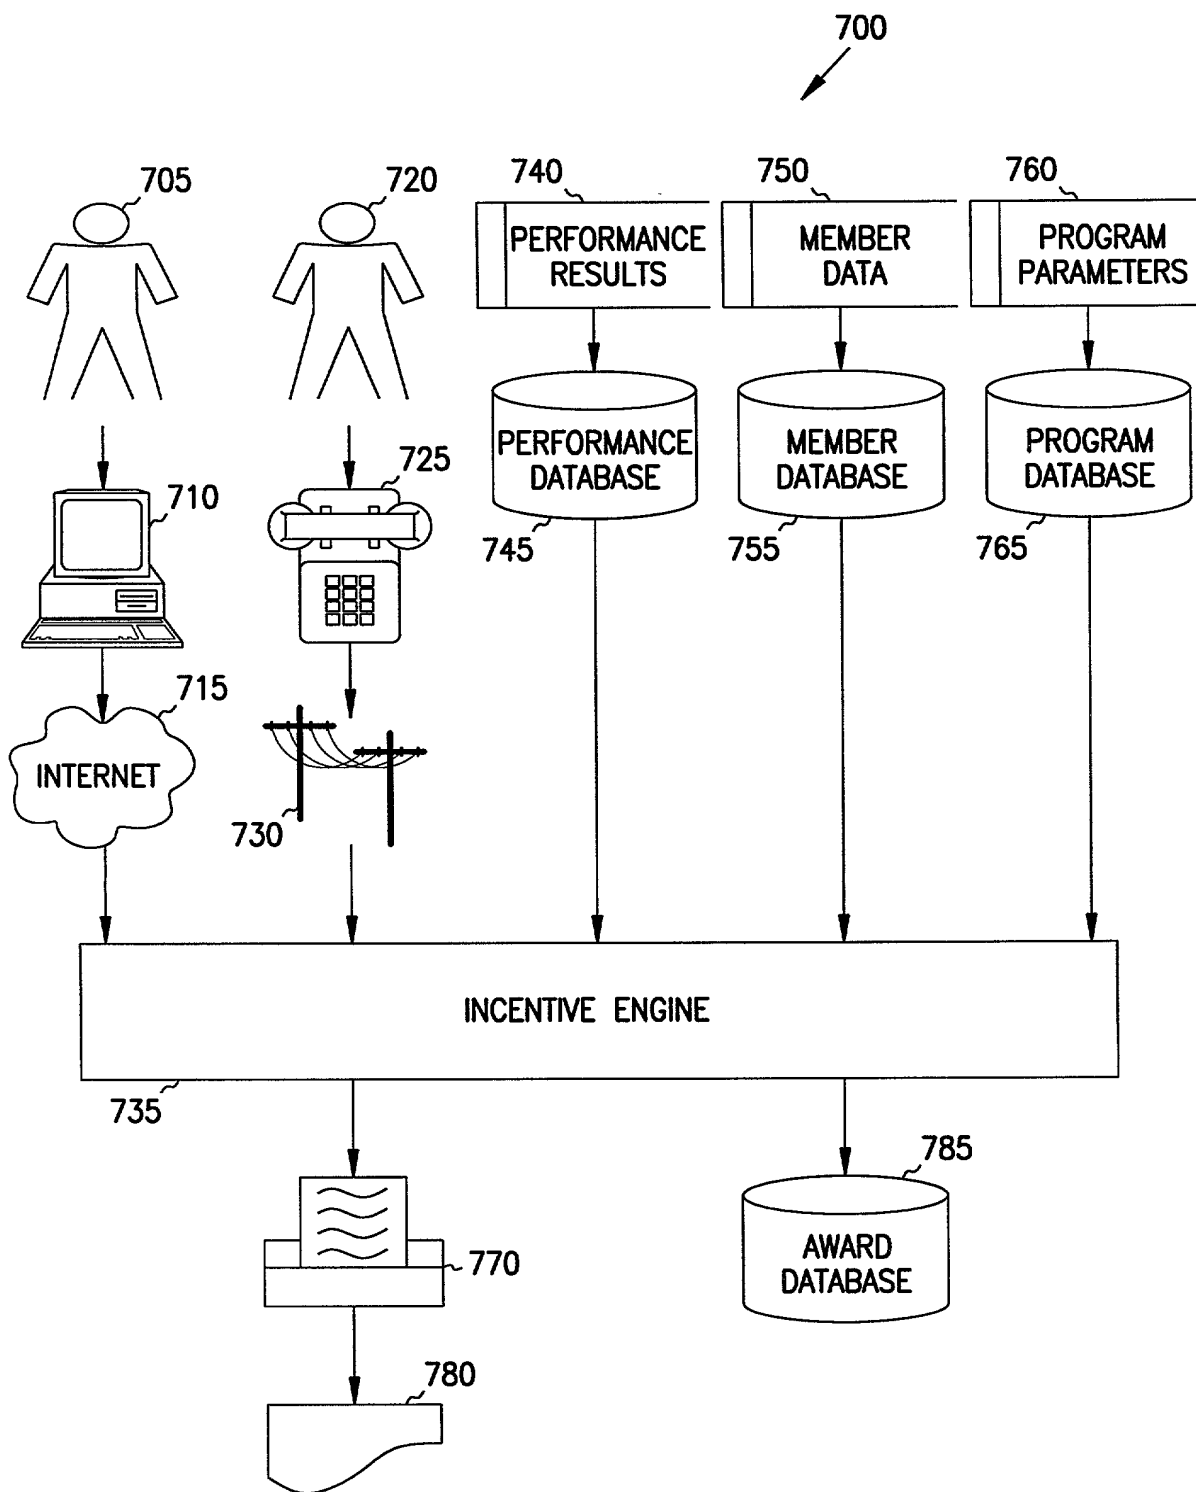 700
705
720
740
750
760
PERFORMANCE
RESULTS
MEMBER
DATA
PROGRAM
PARAMETERS
710
725
PERFORMANCE
DATABASE
MEMBER
DATABASE
PROGRAM
DATABASE
745
755
765
715
INTERNET
730
INCENTIVE ENGINE
735
770
785
AWARD
DATABASE
780